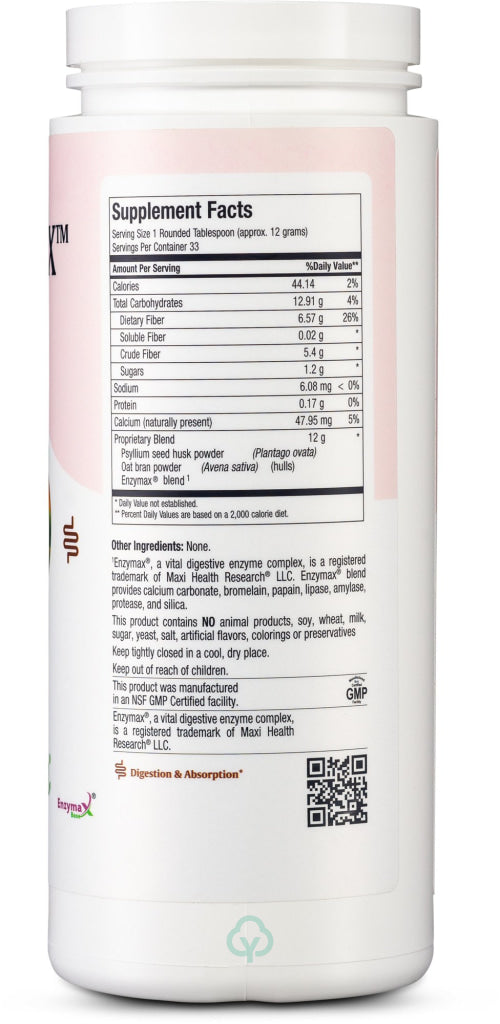 X™
Supplement Facts
Serving Size 1 Rounded Tablespoon (approx. 12 grams)
Servings Per Container 33
Amount Per Serving %Daily Value**
Calories 44.14 2%
Total Carbohydrates 12.91 g 4%
Dietary Fiber 6.57 g 26%
Soluble Fiber 0.02 g *
Crude Fiber 5.4 g *
Sugars 1.2 g *
Sodium 6.08 mg < 0%
Protein 0.17 g 0%
Calcium (naturally present) 47.95 mg 5%
Proprietary Blend 12 g *
Psyllium seed husk powder (Plantago ovata)
Oat bran powder (Avena sativa) (hulls)
Enzymax® blend¹
* Daily Value not established.
** Percent Daily Values are based on a 2,000 calorie diet.
Other Ingredients: None.
¹Enzymax®, a vital digestive enzyme complex, is a registered
trademark of Maxi Health Research® LLC. Enzymax® blend
provides calcium carbonate, bromelain, papain, lipase, amylase,
protease, and silica.
This product contains NO animal products, soy, wheat, milk,
sugar, yeast, salt, artificial flavors, colorings or preservatives
Keep tightly closed in a cool, dry place.
Keep out of reach of children.
This product was manufactured
in an NSF GMP Certified facility.
GMP
Enzymax®, a vital digestive enzyme complex,
is a registered trademark of Maxi Health
Research® LLC.
Digestion & Absorption*
EnzymaX®
Base